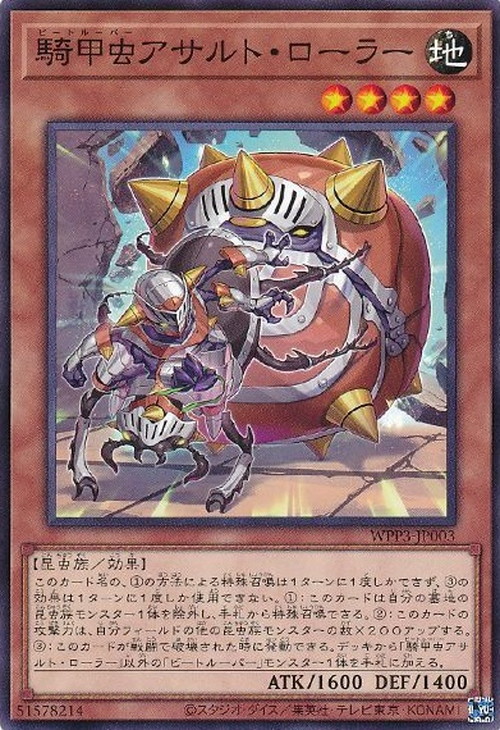 ビートルーパー
騎甲虫アサルト・ローラー
地
WPP3-JP003
【昆虫族/効果】
このカード名の、①の方法による特殊召喚は1ターンに1度しかできず、③の
効果は1ターンに1度しか使用できない。①：このカードは自分の墓地の
昆虫族モンスター1体を除外し、手札から特殊召喚できる。②：このカードの
攻撃力は、自分フィールドの他の昆虫族モンスターの数×200アップする。
③：このカードが戦闘で破壊された時に発動できる。デッキから「騎甲虫アサ
ルト・ローラー」以外の「ビートルーパー」モンスター1体を手札に加える。
ATK/1600 DEF/1400
51578214 ©スタジオ・ダイス/集英社・テレビ東京・KONAMI